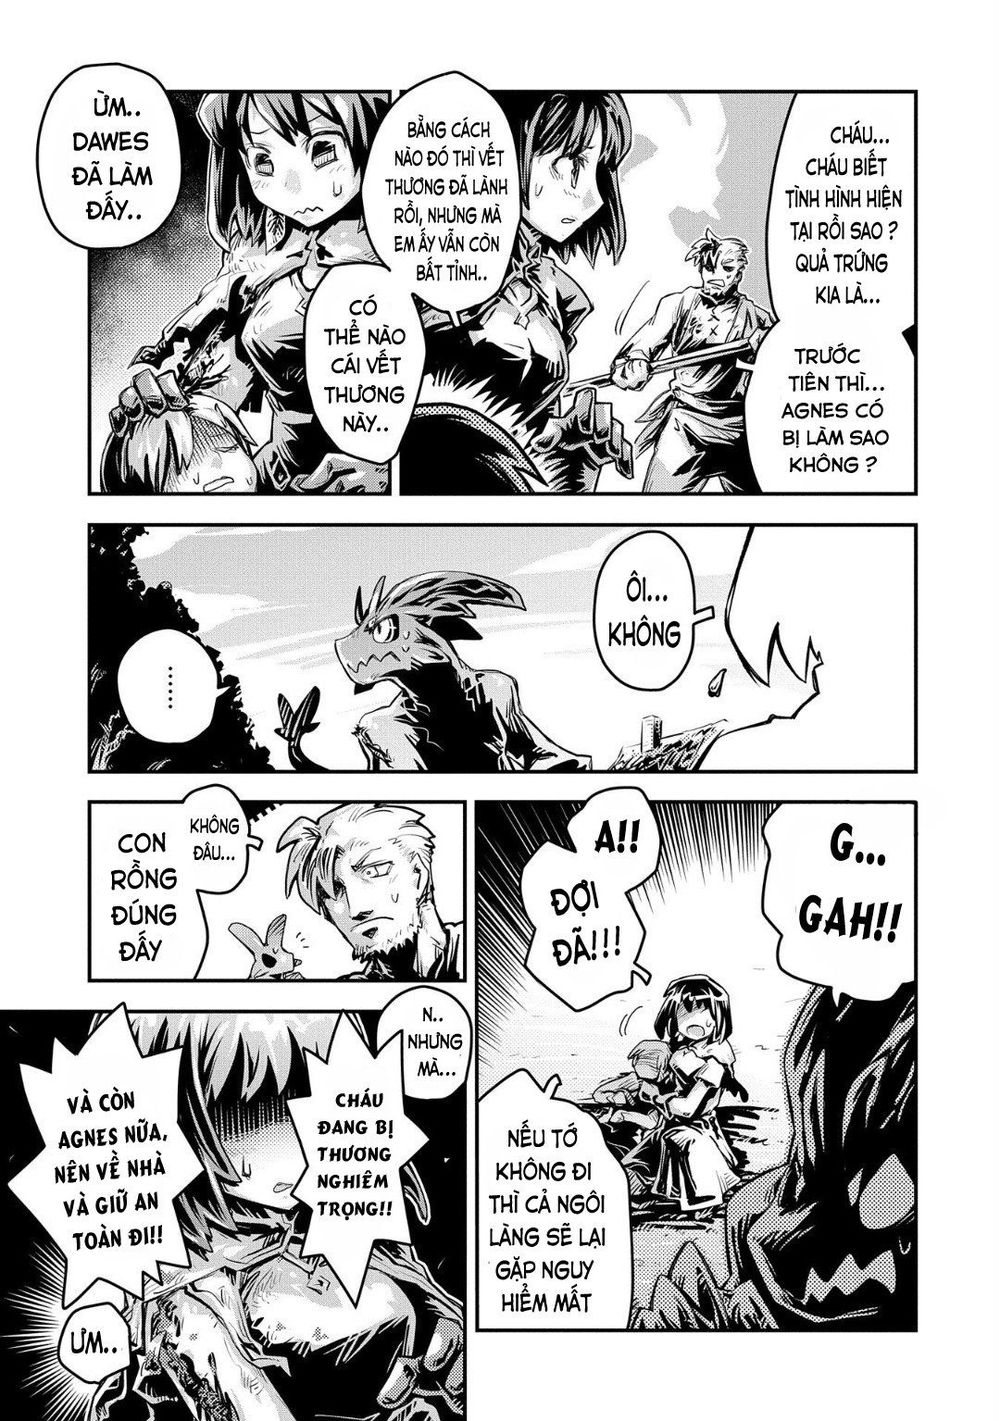 CHÁU...
CHÁU BIẾT
TÌNH HÌNH HIỆN
TẠI RỒI SAO ?
QUẢ TRỨNG
KIA LÀ...
TRƯỚC
TIÊN THÌ...
AGNES CÓ
BỊ LÀM SAO
KHÔNG ?
BẰNG CÁCH
NÀO ĐÓ THÌ VẾT
THƯƠNG ĐÃ LÀNH
RỒI, NHƯNG MÀ
EM ẤY VẪN CÒN
BẤT TỈNH..
CÓ
THỂ NÀO
CÁI VẾT
THƯƠNG
NÀY..
ỪM..
DAWES
ĐÃ LÀM
ĐẤY..
ÔI...
KHÔNG
......
G...
GAH!!
A!!
ĐỢI
ĐÃ!!!
NẾU TỚ
KHÔNG ĐI
THÌ CẢ NGÔI
LÀNG SẼ LẠI
GẶP NGUY
HIỂM MẤT
KHÔNG
ĐÂU...
CON
RỒNG
ĐÚNG
ĐẤY
N..
NHƯNG
MÀ...
CHÁU
ĐANG BỊ
THƯƠNG
NGHIÊM
TRỌNG!!
VÀ CÒN
AGNES NỮA,
NÊN VỀ NHÀ
VÀ GIỮ AN
TOÀN ĐI!!
ƯM..